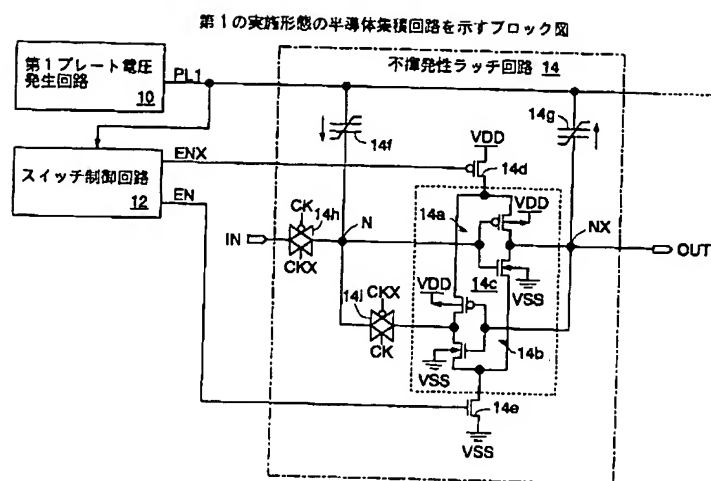 第1の実施形態の半導体集積回路を示すブロック図
第1プレート電圧
発生回路
10
PL1
不揮発性ラッチ回路 14
14f
14g
VDD
14d
スイッチ制御回路
12
ENX
EN
CK
14h
IN
CKX
N
14a
VDD
NX
OUT
14c
VSS
VDD
CKX
14i
CK
14b
VSS
14e
VSS